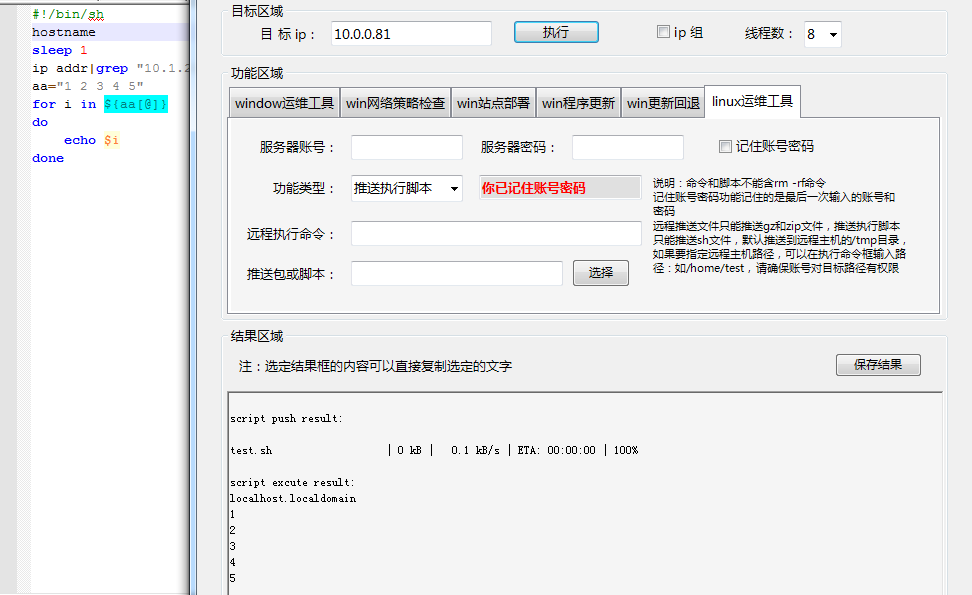 #!/bin/sh
hostname
sleep 1
ip addr|grep "10.1.2
aa="1 2 3 4 5"
for i in ${aa[@]}
do
echo $i
done
目标区域
目 标 ip： 10.0.0.81 执行 ip 组 线程数： 8
功能区域
window运维工具 win网络策略检查 win站点部署 win程序更新 win更新回退 linux运维工具
服务器账号： 服务器密码： 记住账号密码
功能类型： 推送执行脚本 你已记住账号密码
说明：命令和脚本不能含rm -rf命令
记住账号密码功能记住的是最后一次输入的账号和
密码
远程推送文件只能推送gz和zip文件，推送执行脚本
只能推送sh文件，默认推送到远程主机的/tmp目录，
如果要指定远程主机路径，可以在执行命令框输入路
径：如/home/test，请确保账号对目标路径有权限
远程执行命令：
推送包或脚本： 选择
结果区域
注：选定结果框的内容可以直接复制选定的文字 保存结果
script push result:
test.sh | 0 kB | 0.1 kB/s | ETA: 00:00:00 | 100%
script excute result:
localhost.localdomain
1
2
3
4
5